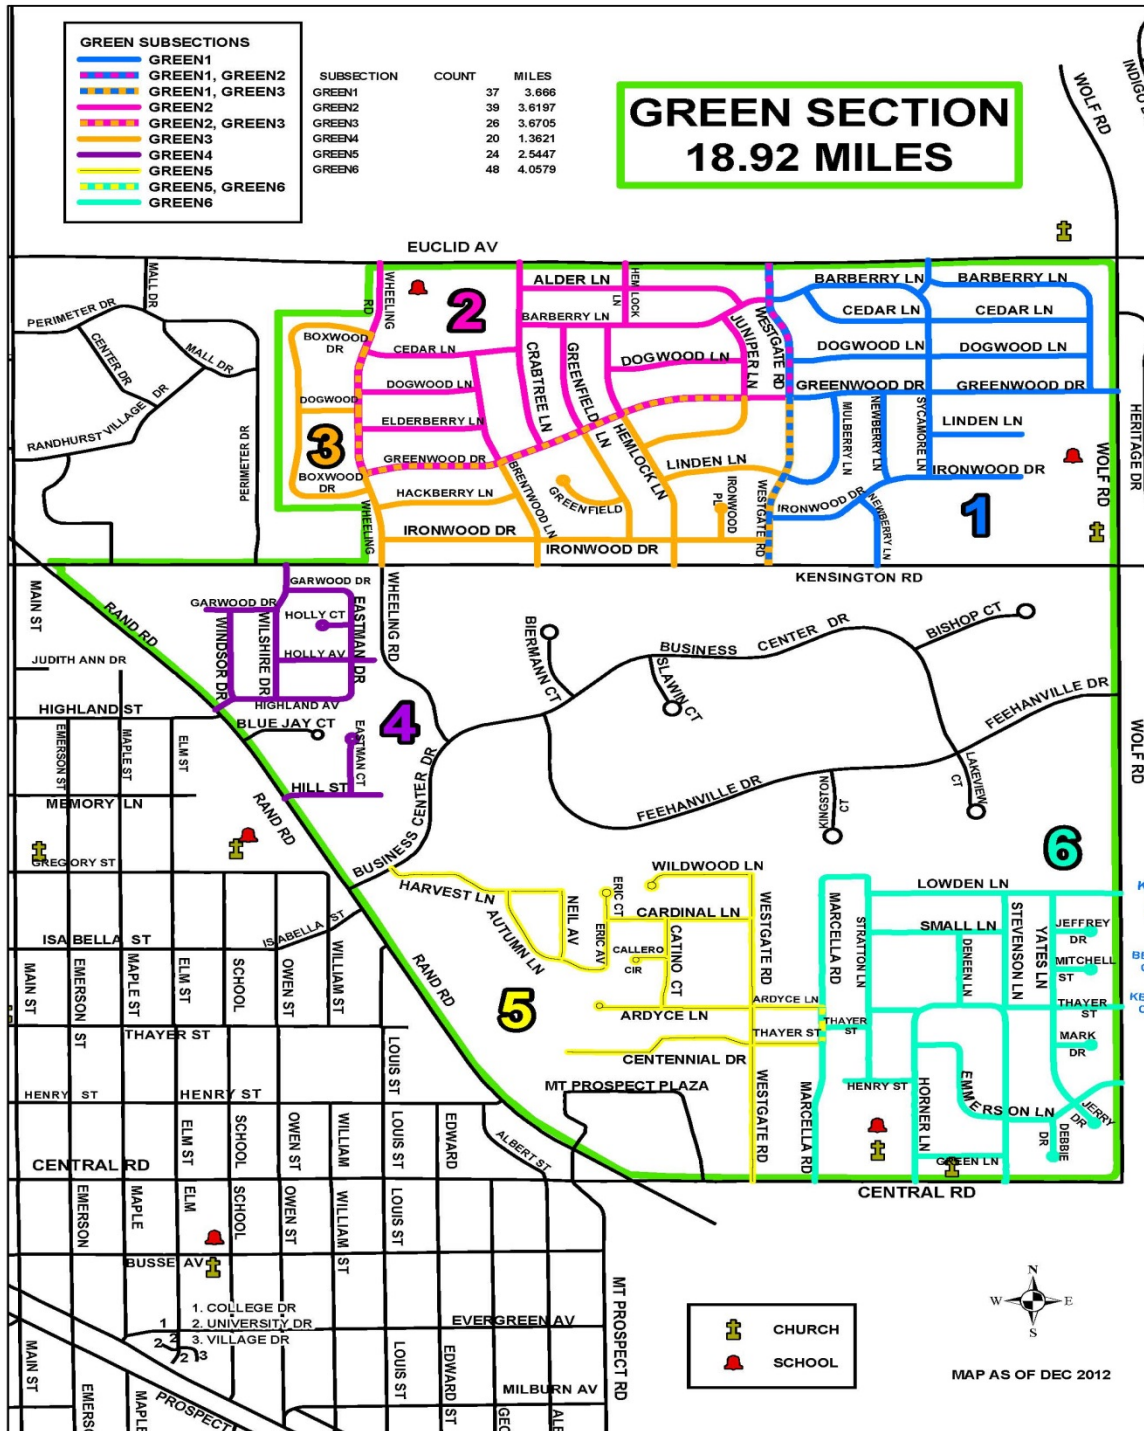 GREEN SUBSECTIONS
GREEN1
GREEN1, GREEN2
GREEN1, GREEN3
GREEN2
GREEN2, GREEN3
GREEN3
GREEN4
GREEN5
GREEN5, GREEN6
GREEN6
SUBSECTION COUNT MILES
GREEN1 37 3.666
GREEN2 39 3.6197
GREEN3 26 3.6705
GREEN4 20 1.3621
GREEN5 24 2.5447
GREEN6 48 4.0579
GREEN SECTION
18.92 MILES
WOLF RD
EUCLID AV
MALL DR
PERIMETER DR
CENTER DR
MALL DR
RANDHURST VILLAGE DR
PERIMETER DR
WHEELING
RD
2
ALDER LN
HEMLOCK
LN
BARBERRY LN
BARBERRY LN
BARBERRY LN
WESTGATE RD
JUNIPER LN
CEDAR LN
CEDAR LN
BOXWOOD
DR
CEDAR LN
CRABTREE LN
GREENFIELD
LN
DOGWOOD LN
DOGWOOD LN
DOGWOOD LN
DOGWOOD LN
DOGWOOD
GREENWOOD DR
GREENWOOD DR
ELDERBERRY LN
HEMLOCK LN
MULBERRY LN
NEWBERRY LN
SYCAMORE LN
LINDEN LN
HERITAGE DR
WOLF RD
3
GREENWOOD DR
BOXWOOD
DR
BRENTWOOD LN
LINDEN LN
IRONWOOD DR
HACKBERRY LN
GREENFIELD
IRONWOOD
PL
WESTGATE RD
IRONWOOD DR
NEWBERRY LN
1
WHEELING
IRONWOOD DR
IRONWOOD DR
KENSINGTON RD
MAIN ST
RAND RD
GARWOOD DR
GARWOOD DR
HOLLY CT
WINDSOR DR
WILSHIRE DR
EASTMAN DR
HOLLY AV
WHEELING RD
JUDITH ANN DR
HIGHLAND AV
HIGHLAND ST
BLUE JAY CT
4
EASTMAN CT
HILL ST
BIERMANN CT
BUSINESS CENTER DR
SLAWIN CT
BISHOP CT
FEEHANVILLE DR
WOLF RD
LAKEVIEW
CT
KINGSTON
CT
FEEHANVILLE DR
EMERSON ST
MAPLE ST
ELM ST
MEMORY LN
RAND RD
BUSINESS CENTER DR
GREGORY ST
6
HARVEST LN
AUTUMN LN
NEIL AV
ERIC CT
ERIC AV
WILDWOOD LN
CARDINAL LN
CALLERO
CIR
CATINO CT
WESTGATE RD
MARCELLA RD
STRATTON LN
LOWDEN LN
SMALL LN
DENEEN LN
STEVENSON LN
YATES LN
JEFFREY
DR
MITCHELL
ST
THAYER
ST
MARK
DR
ISABELLA ST
ISABELLA ST
MAIN ST
EMERSON ST
MAPLE ST
ELM ST
SCHOOL
OWEN ST
WILLIAM ST
RAND RD
5
ARDYCE LN
ARDYCE LN
THAYER ST
THAYER
ST
CENTENNIAL DR
THAYER ST
LOUIS ST
MT PROSPECT PLAZA
WESTGATE RD
MARCELLA RD
HENRY ST
HORNER LN
EMMERSON LN
JERRY
DR
DEBBIE
DR
GREEN LN
HENRY ST
HENRY ST
ELM ST
SCHOOL
OWEN ST
WILLIAM
LOUIS ST
EDWARD
ALBERT ST
CENTRAL RD
CENTRAL RD
EMERSON
MAPLE
ELM
SCHOOL
OWEN ST
WILLIAM ST
LOUIS ST
BUSSE AV
MT PROSPECT RD
1. COLLEGE DR
2. UNIVERSITY DR
3. VILLAGE DR
1
2
2
2
3
EVERGREEN AV
MAIN ST
EMERSON
MAPLE
PROSPECT
LOUIS ST
EDWARD ST
MILBURN AV
CHURCH
SCHOOL
N
W
E
S
MAP AS OF DEC 2012